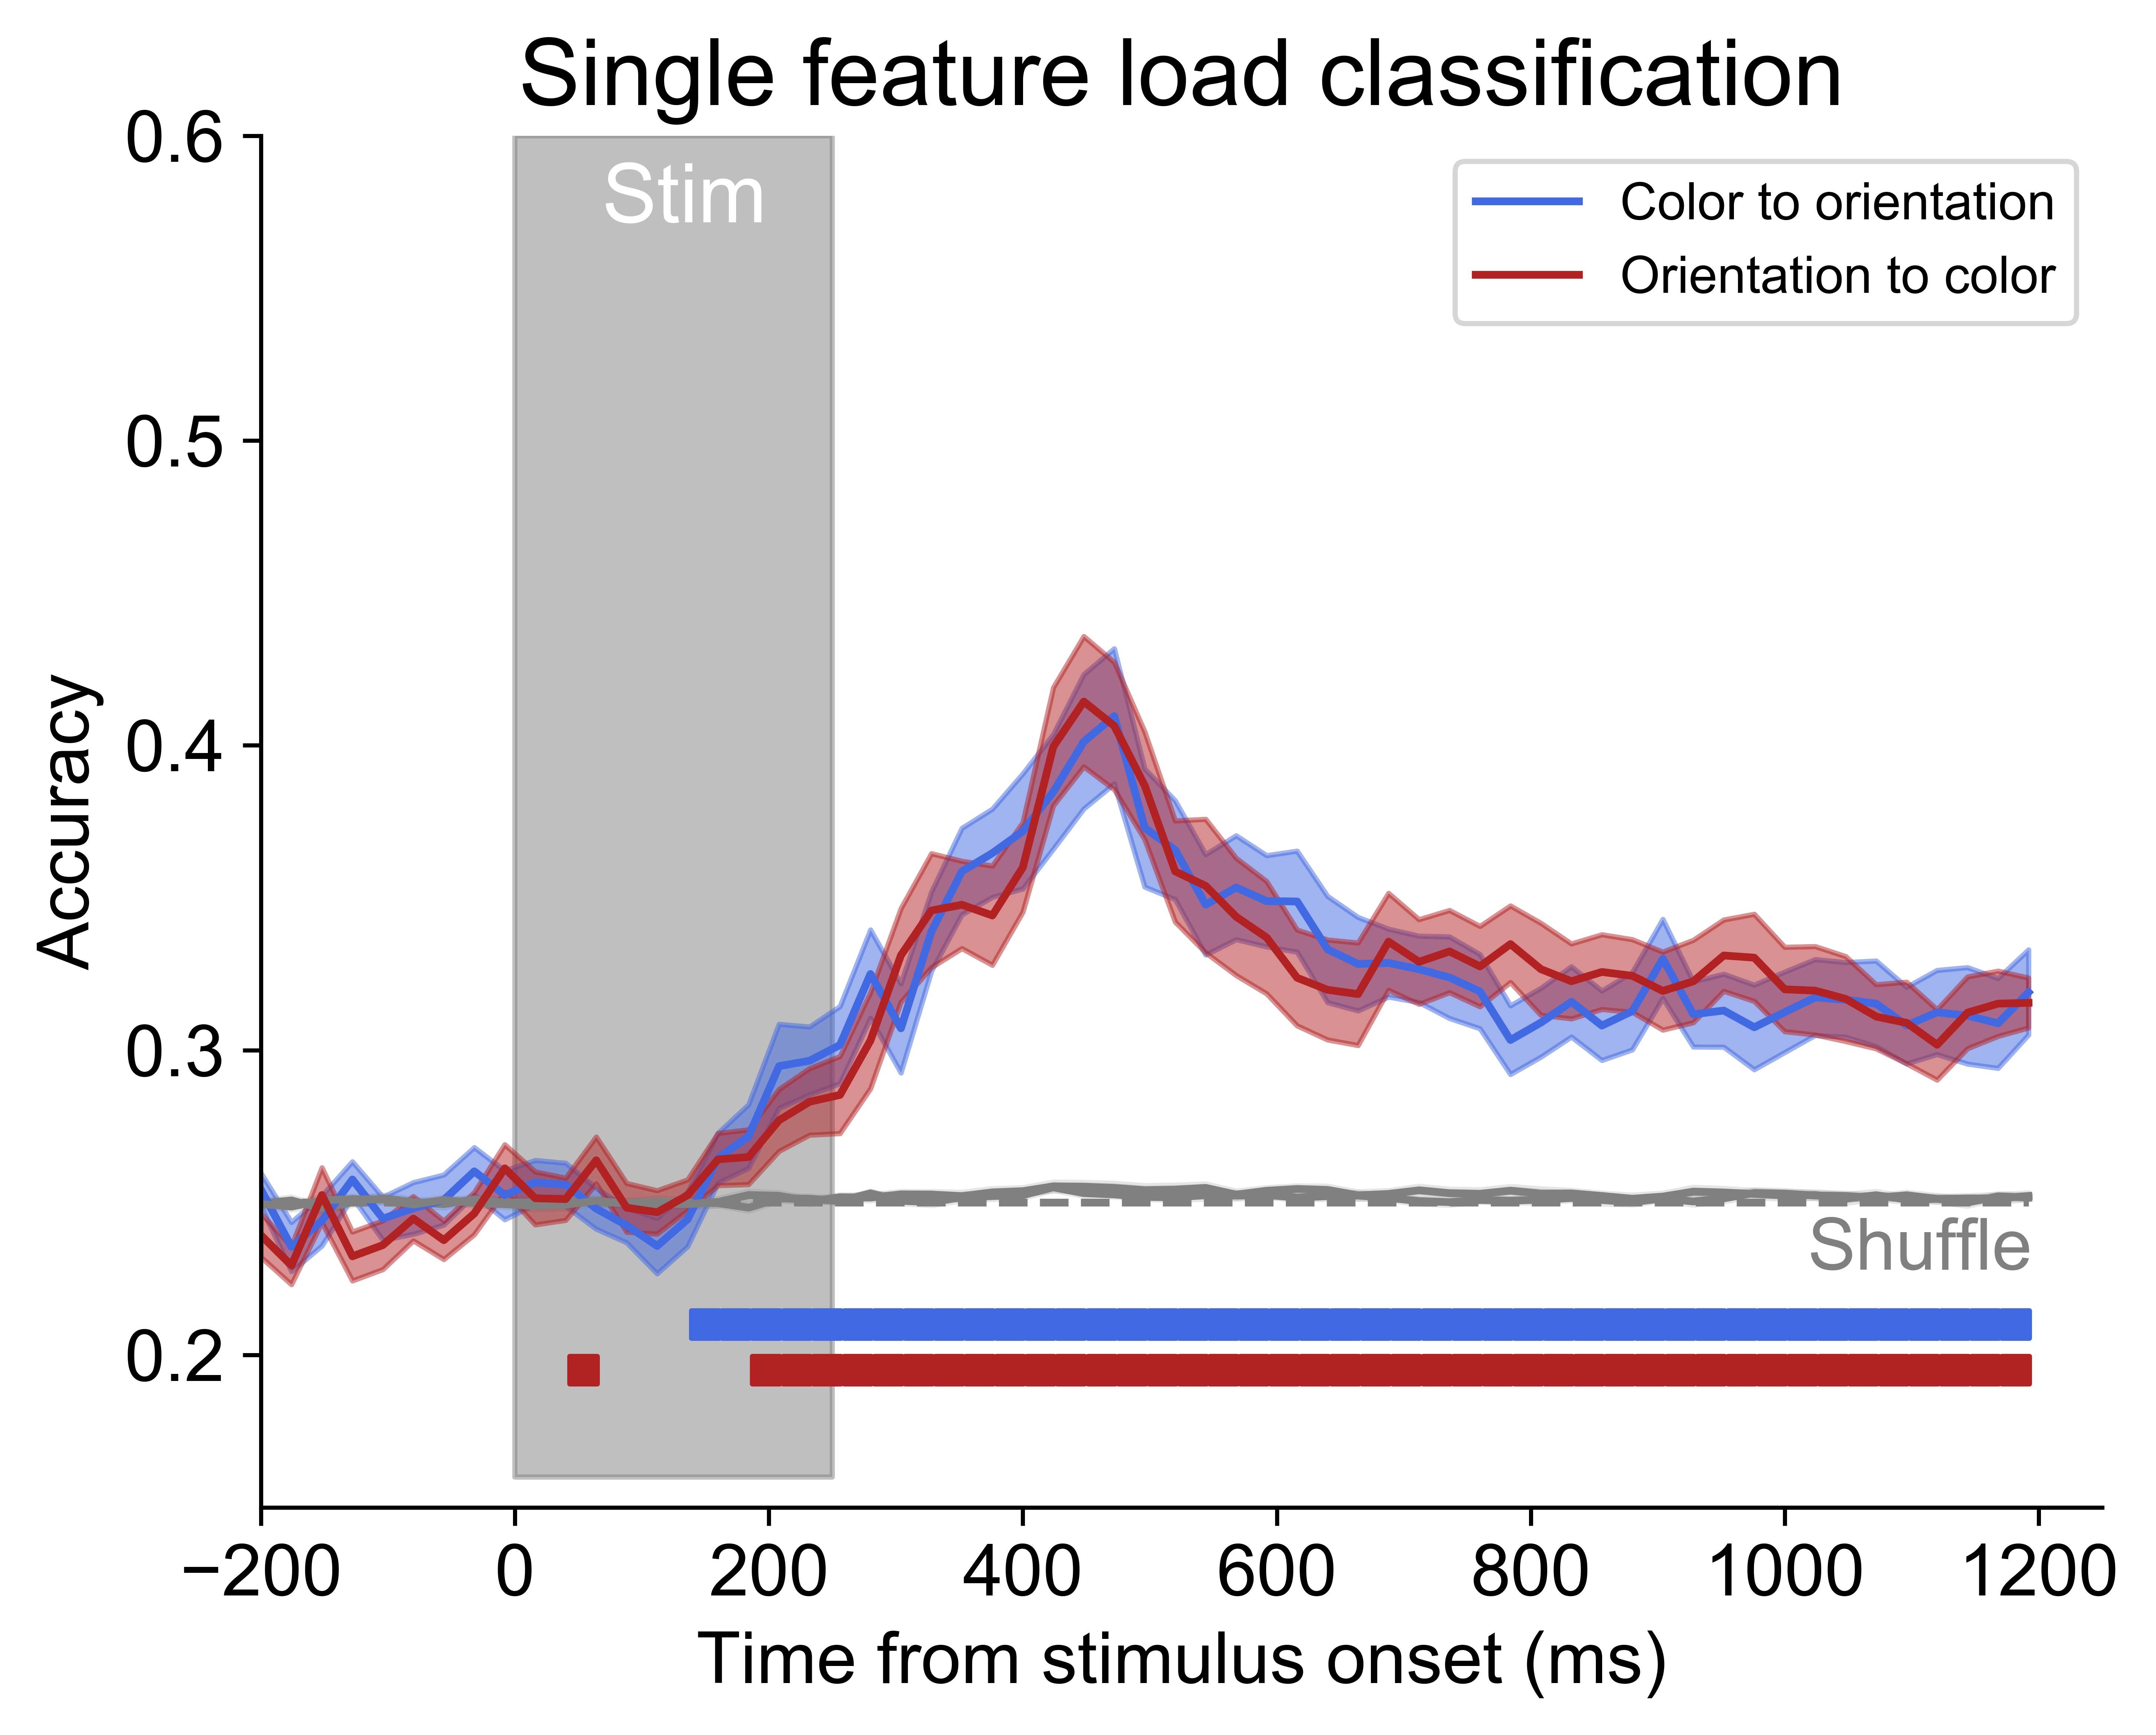 Single feature load classification
Stim
Color to orientation
Orientation to color
0.6
0.5
0.4
0.3
0.2
Accuracy
Shuffle
−200 0 200 400 600 800 1000 1200
Time from stimulus onset (ms)